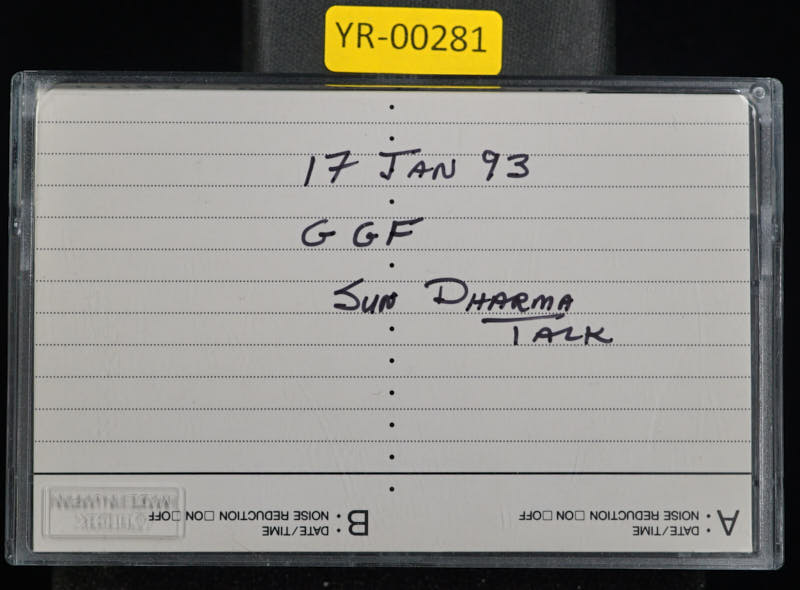 YR-00281
17 JAN 93
G GF
SUN DHARMA
TALK
A • DATE/TIME
• NOISE REDUCTION □ON □OFF
B • DATE/TIME
• NOISE REDUCTION □ON □OFF